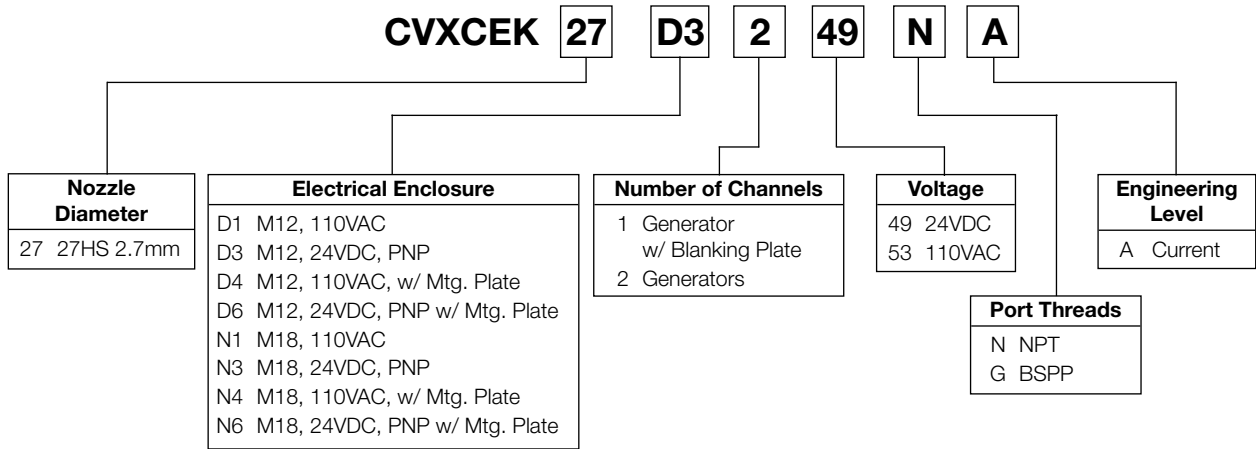 CVXCEK 27 D3 2 49 N A
Nozzle
Diameter
27 27HS 2.7mm
Electrical Enclosure
D1 M12, 110VAC
D3 M12, 24VDC, PNP
D4 M12, 110VAC, w/ Mtg. Plate
D6 M12, 24VDC, PNP w/ Mtg. Plate
N1 M18, 110VAC
N3 M18, 24VDC, PNP
N4 M18, 110VAC, w/ Mtg. Plate
N6 M18, 24VDC, PNP w/ Mtg. Plate
Number of Channels
1 Generator
w/ Blanking Plate
2 Generators
Voltage
49 24VDC
53 110VAC
Port Threads
N NPT
G BSPP
Engineering
Level
A Current